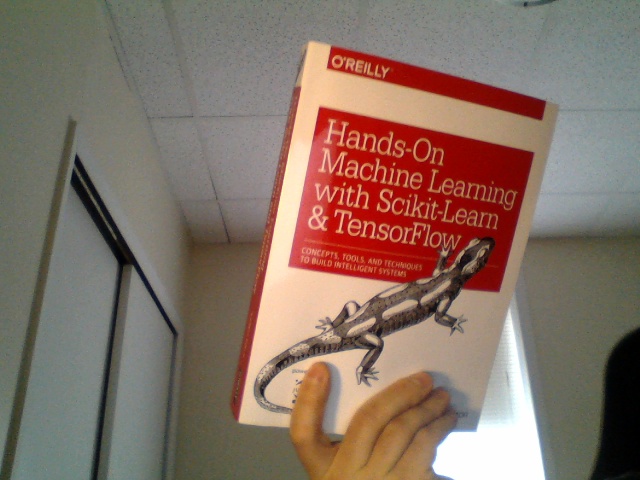 O'REILLY
Hands-On
Machine Learning
with Scikit-Learn
& TensorFlow
CONCEPTS, TOOLS, AND TECHNIQUES
TO BUILD INTELLIGENT SYSTEMS